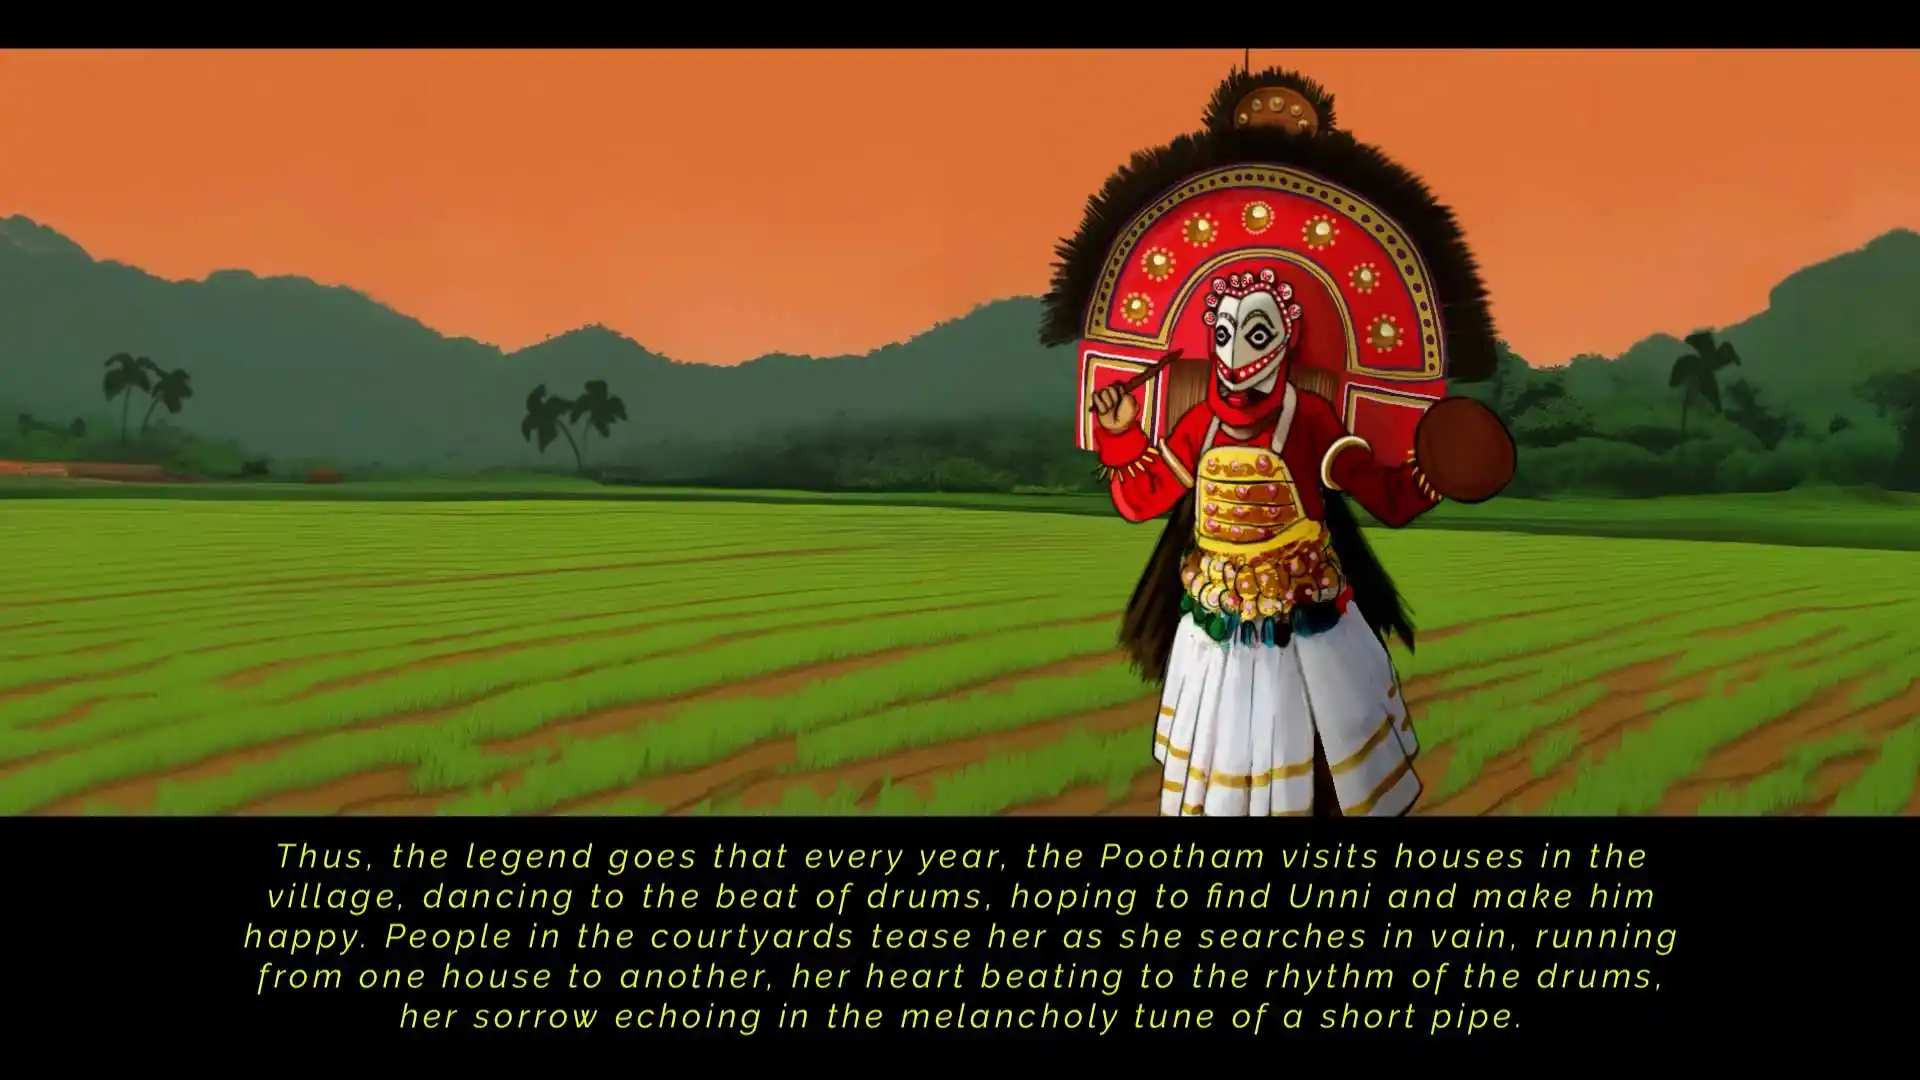 Thus, the legend goes that every year, the Pootham visits houses in the
village, dancing to the beat of drums, hoping to find Unni and make him
happy. People in the courtyards tease her as she searches in vain, running
from one house to another, her heart beating to the rhythm of the drums,
her sorrow echoing in the melancholy tune of a short pipe.